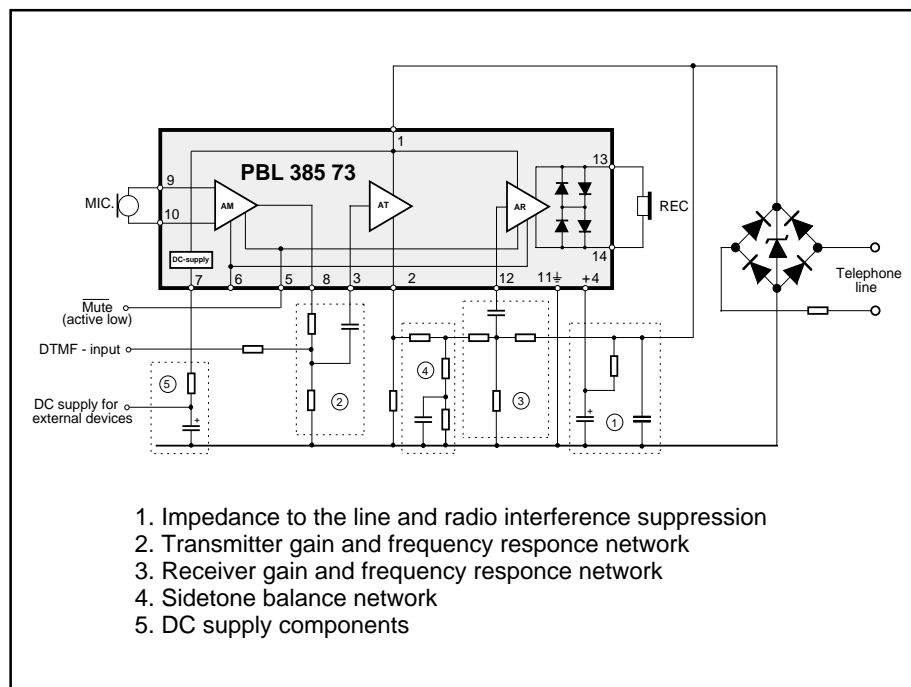 1
PBL 385 73
13
9
MIC.
AM
AT
AR
REC
10
14
DC-supply
7
6
5
8
3
2
12
11
+4
Telephone
line
Mute
(active low)
DTMF - input
4
5
2
3
1
DC supply for
external devices
+
+
1. Impedance to the line and radio interference suppression
2. Transmitter gain and frequency responce network
3. Receiver gain and frequency responce network
4. Sidetone balance network
5. DC supply components